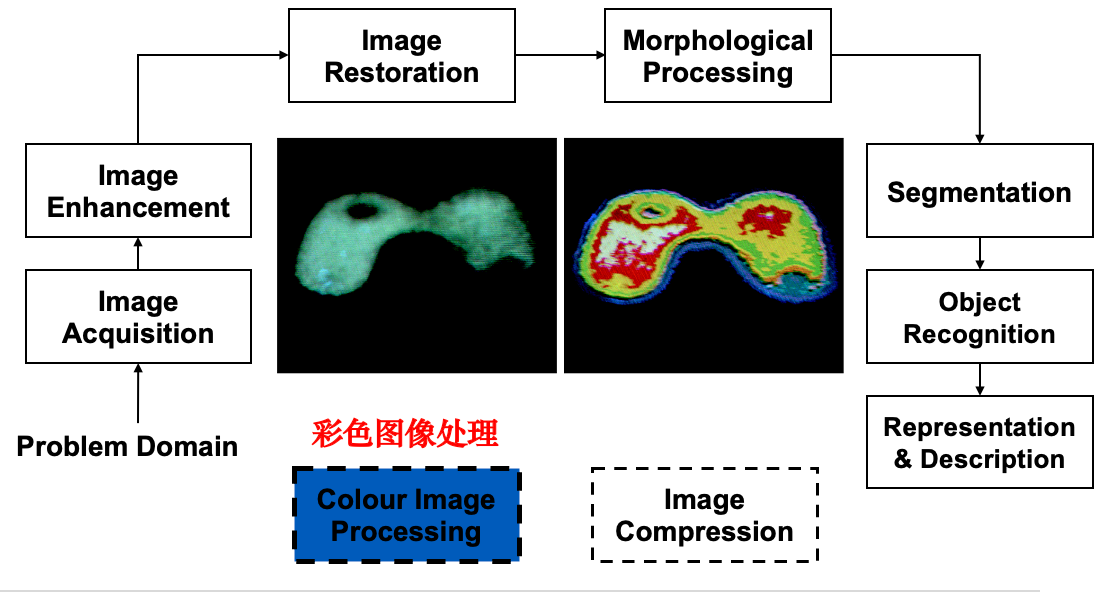 Image
Restoration
Morphological
Processing
Image
Enhancement
Segmentation
Image
Acquisition
Object
Recognition
Problem Domain
Representation
& Description
彩色图像处理
Colour Image
Processing
Image
Compression